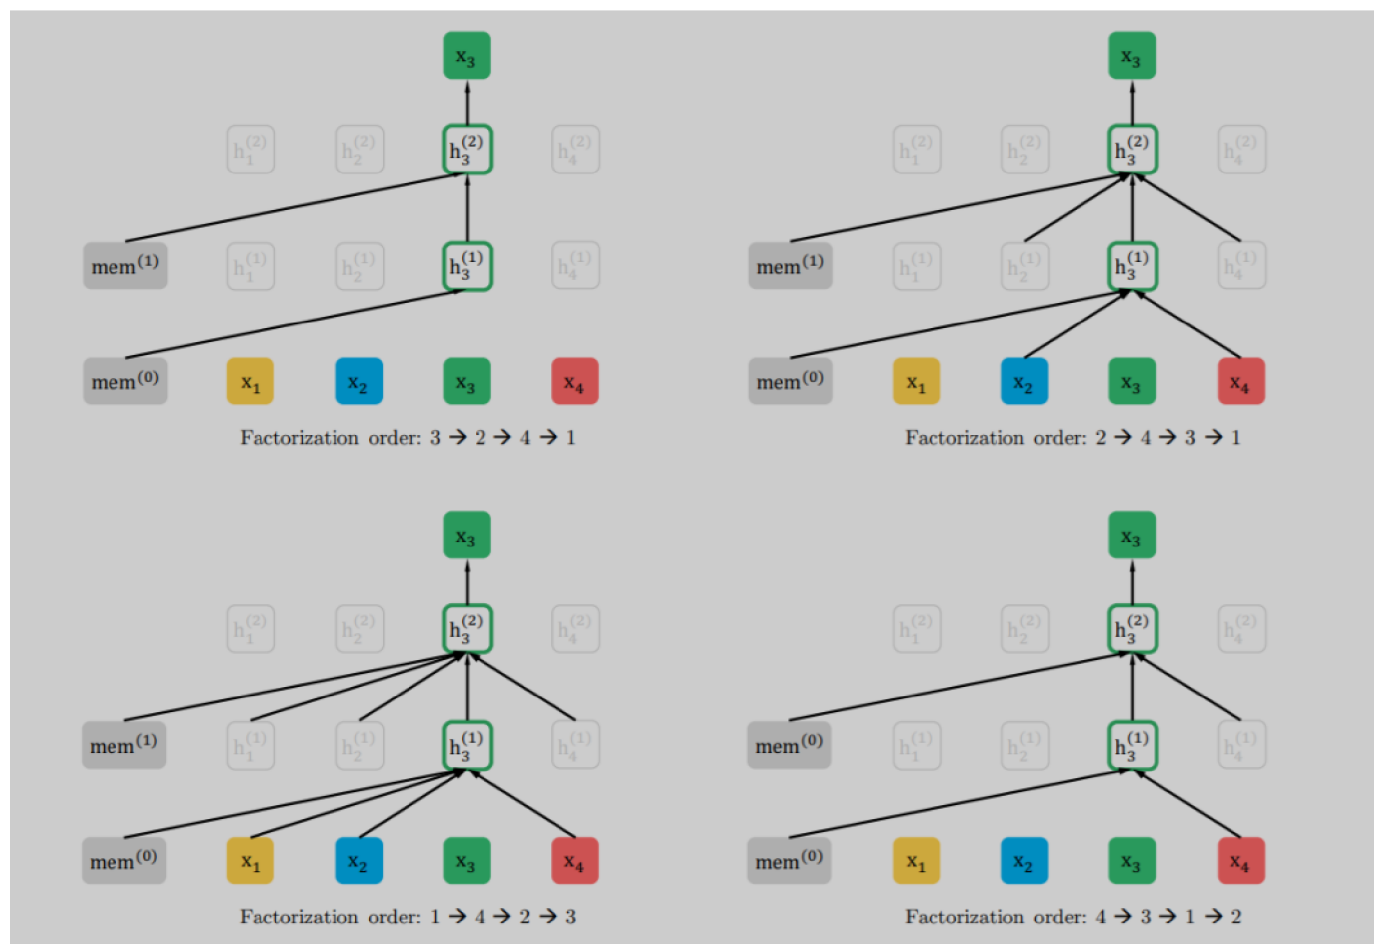 x₃ x₃
h₁⁽²⁾ h₂⁽²⁾ h₃⁽²⁾ h₄⁽²⁾ h₁⁽²⁾ h₂⁽²⁾ h₃⁽²⁾ h₄⁽²⁾
mem⁽¹⁾ h₁⁽¹⁾ h₂⁽¹⁾ h₃⁽¹⁾ h₄⁽¹⁾ mem⁽¹⁾ h₁⁽¹⁾ h₂⁽¹⁾ h₃⁽¹⁾ h₄⁽¹⁾
mem⁽⁰⁾ x₁ x₂ x₃ x₄ mem⁽⁰⁾ x₁ x₂ x₃ x₄
Factorization order: 3 → 2 → 4 → 1 Factorization order: 2 → 4 → 3 → 1
x₃ x₃
h₁⁽²⁾ h₂⁽²⁾ h₃⁽²⁾ h₄⁽²⁾ h₁⁽²⁾ h₂⁽²⁾ h₃⁽²⁾ h₄⁽²⁾
mem⁽¹⁾ h₁⁽¹⁾ h₂⁽¹⁾ h₃⁽¹⁾ h₄⁽¹⁾ mem⁽⁰⁾ h₁⁽¹⁾ h₂⁽¹⁾ h₃⁽¹⁾ h₄⁽¹⁾
mem⁽⁰⁾ x₁ x₂ x₃ x₄ mem⁽⁰⁾ x₁ x₂ x₃ x₄
Factorization order: 1 → 4 → 2 → 3 Factorization order: 4 → 3 → 1 → 2